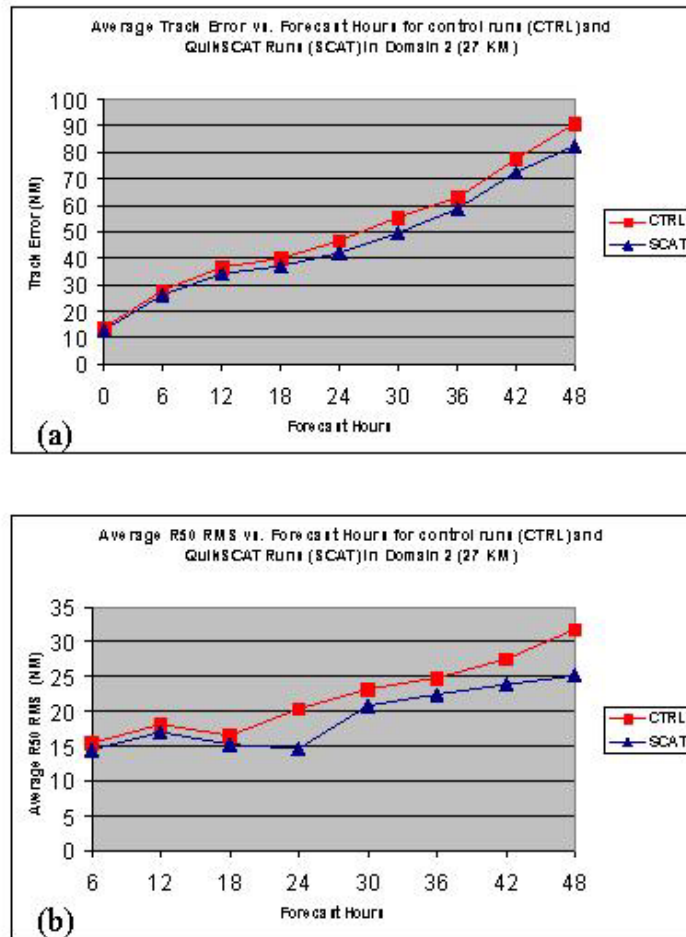 Average Track Error vs. Forecast Hours for control runs (CTRL) and
QuikSCAT Runs (SCAT) in Domain 2 (27 KM)
100
90
80
70
60
50
40
30
20
10
0
Track Error (NM)
0 6 12 18 24 30 36 42 48
Forecast Hours
CTRL
SCAT
(a)
Average R50 RMS vs. Forecast Hours for control runs (CTRL) and
QuikSCAT Runs (SCAT) in Domain 2 (27 KM)
35
30
25
20
15
10
5
0
Average R50 RMS (NM)
6 12 18 24 30 36 42 48
Forecast Hours
CTRL
SCAT
(b)